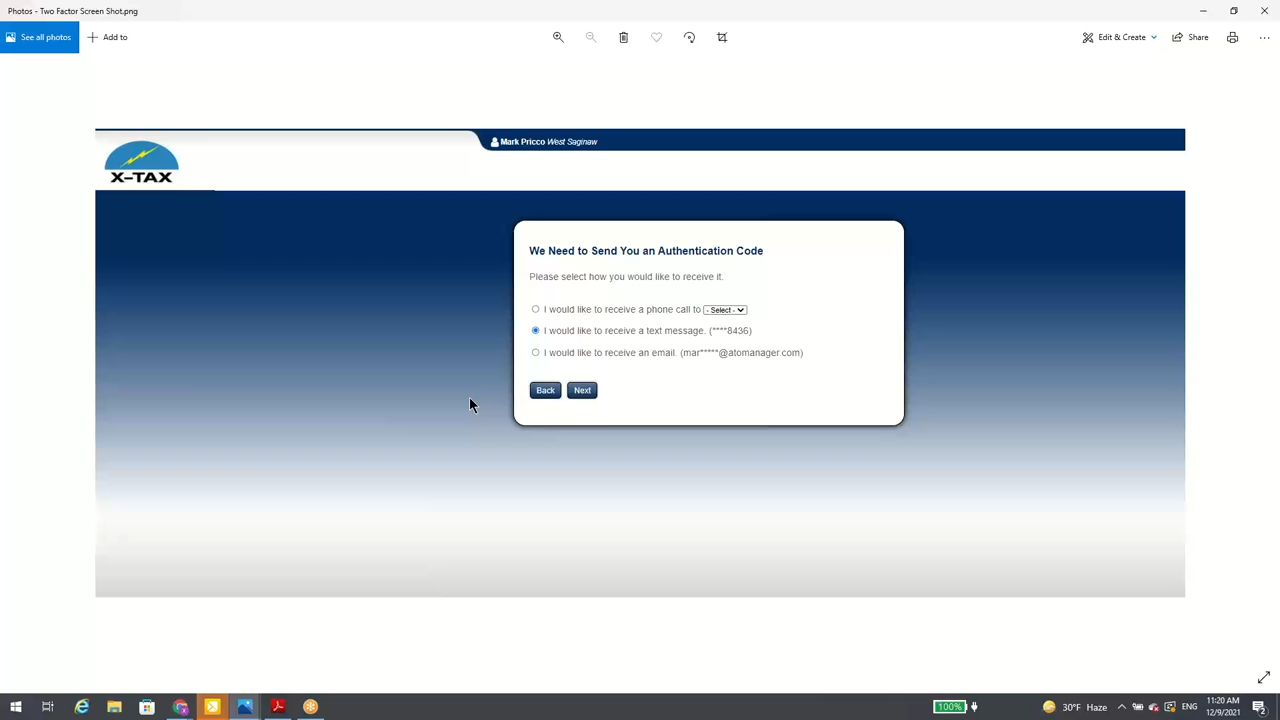 Photos - Two Factor Screen Shot.png
See all photos
Add to
Edit & Create
Share
Mark Pricco West Saginaw
X-TAX
We Need to Send You an Authentication Code
Please select how you would like to receive it.
I would like to receive a phone call to - Select -
I would like to receive a text message. (****8436)
I would like to receive an email. (mar*****@atomanager.com)
Back Next
100%
30°F Haze
ENG
11:20 AM
12/9/2021
2